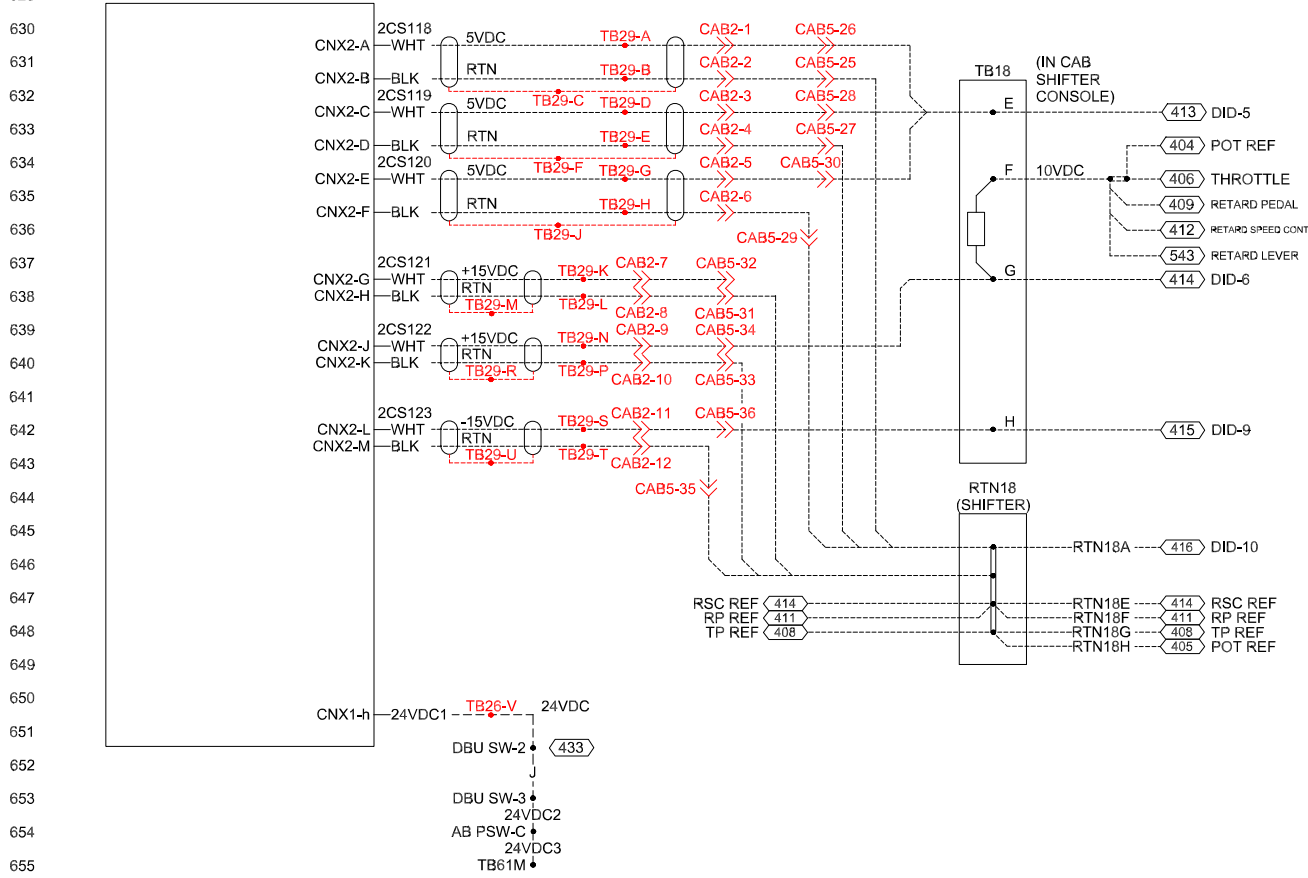 630 2CS118 5VDC TB29-A CAB2-1 CAB5-26
CNX2-A WHT
631 RTN TB29-B CAB2-2 CAB5-25 TB18 (IN CAB
SHIFTER
CONSOLE)
CNX2-B BLK
632 2CS119 5VDC TB29-C TB29-D CAB2-3 CAB5-28
CNX2-C WHT E 413 DID-5
633 RTN TB29-E CAB2-4 CAB5-27
CNX2-D BLK 404 POT REF
634 2CS120 5VDC TB29-F TB29-G CAB2-5 CAB5-30
CNX2-E WHT F 10VDC 406 THROTTLE
635 RTN TB29-H CAB2-6 409 RETARD PEDAL
CNX2-F BLK
636 TB29-J CAB5-29 412 RETARD SPEED CONT
543 RETARD LEVER
637 2CS121 +15VDC TB29-K CAB2-7 CAB5-32
CNX2-G WHT G 414 DID-6
638 CNX2-H BLK RTN TB29-M TB29-L
CAB2-8 CAB5-31
639 2CS122 +15VDC TB29-N CAB2-9 CAB5-34
CNX2-J WHT
640 CNX2-K BLK RTN TB29-R TB29-P
CAB2-10 CAB5-33
641
2CS123 -15VDC TB29-S CAB2-11 CAB5-36
642 CNX2-L WHT H 415 DID-9
CNX2-M BLK RTN TB29-U TB29-T
643 CAB2-12
644 CAB5-35 RTN18
(SHIFTER)
645 RTN18A 416 DID-10
646
647 RSC REF 414 RTN18E 414 RSC REF
RP REF 411 RTN18F 411 RP REF
648 TP REF 408 RTN18G 408 TP REF
RTN18H 405 POT REF
649
650 CNX1-h 24VDC1 TB26-V 24VDC
651 DBU SW-2 433
652 J
653 DBU SW-3
24VDC2
654 AB PSW-C
24VDC3
655 TB61M